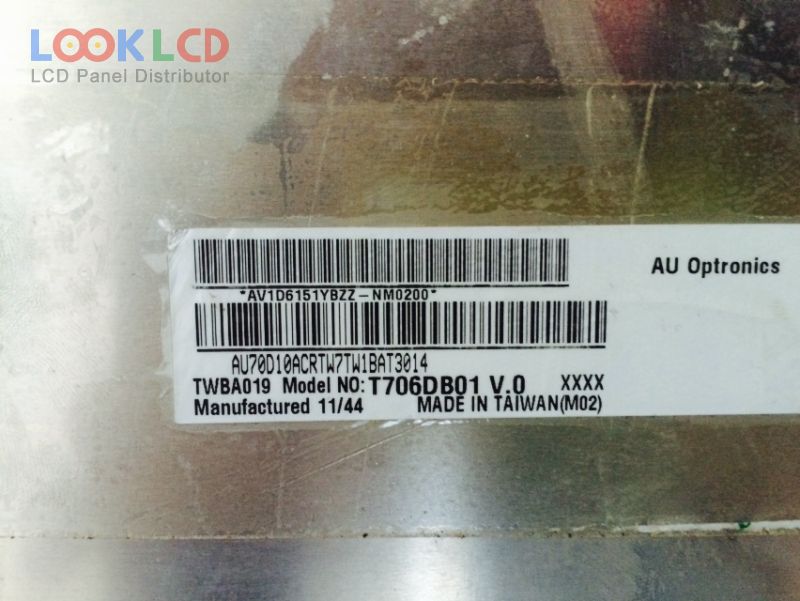 LOOKLCD
LCD Panel Distributor
AU Optronics
*AV1D6151YBZZ-NM0200*
AU70D10ACRTW7TW1BAT3014
TWBA019 Model NO: T706DB01 V.0 XXXX
Manufactured 11/44 MADE IN TAIWAN(M02)